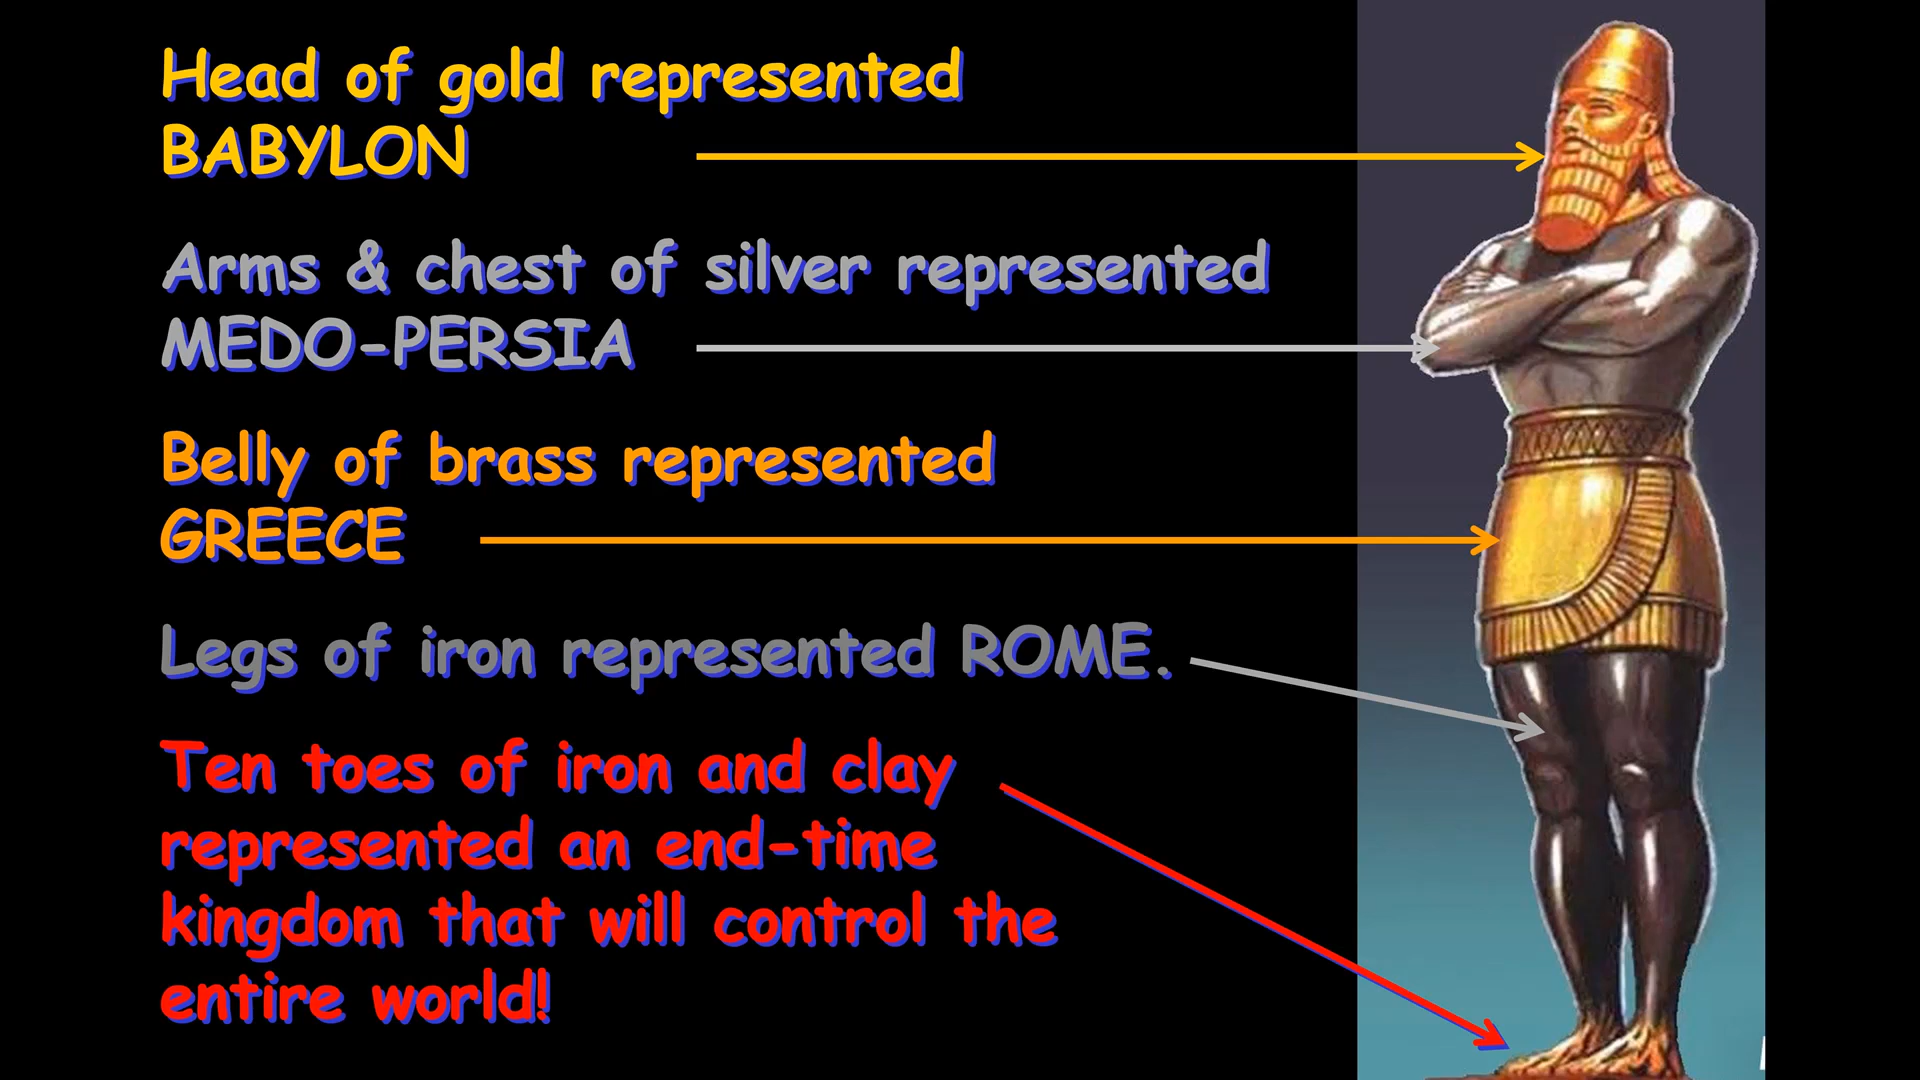 Head of gold represented
BABYLON
Arms & chest of silver represented
MEDO-PERSIA
Belly of brass represented
GREECE
Legs of iron represented ROME.
Ten toes of iron and clay
represented an end-time
kingdom that will control the
entire world!